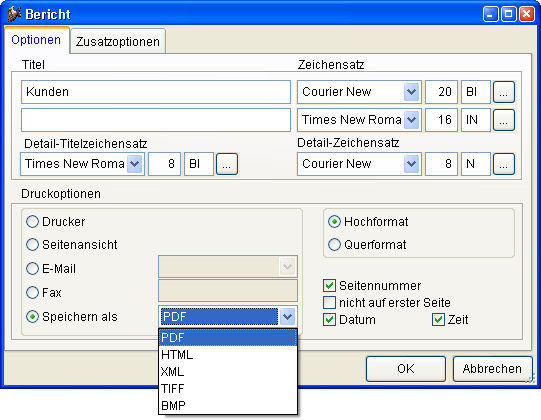 Bericht
Optionen Zusatzoptionen
Titel Zeichensatz
Kunden Courier New 20 BI ...
Times New Roma 16 IN ...
Detail-Titelzeichensatz Detail-Zeichensatz
Times New Roma 8 BI ... Courier New 8 N ...
Druckoptionen
Drucker Hochformat
Seitenansicht Querformat
E-Mail
Fax Seitennummer
nicht auf erster Seite
Speichern als PDF Datum Zeit
PDF
HTML
XML
TIFF
BMP
OK Abbrechen